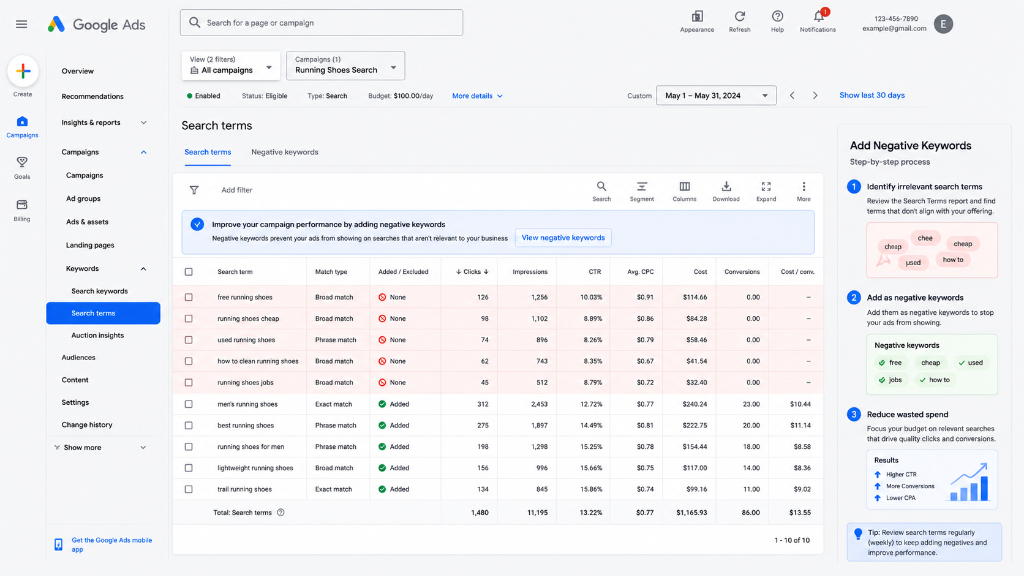 Google Ads
Search for a page or campaign
Appearance
Refresh
Help
!
Notifications
123-456-7890
example@gmail.com
E
Create
Campaigns
Goals
Billing
Overview
Recommendations
Insights & reports
Campaigns
Campaigns
Ad groups
Ads & assets
Landing pages
Keywords
Search keywords
Search terms
Auction insights
Audiences
Content
Settings
Change history
Show more
Get the Google Ads mobile
app
View (2 filters)
All campaigns
Campaigns (1)
Running Shoes Search
Enabled
Status: Eligible
Type: Search
Budget: $100.00/day
More details
Custom
May 1 – May 31, 2024
Show last 30 days
Search terms
Search terms
Negative keywords
Add filter
Search
Segment
Columns
Download
Expand
More
Improve your campaign performance by adding negative keywords
Negative keywords prevent your ads from showing on searches that aren't relevant to your business
View negative keywords
Search term Match type Added / Excluded Clicks Impressions CTR Avg. CPC Cost Conversions Cost / conv.
free running shoes Broad match None 126 1,256 10.03% $0.91 $114.66 0.00 –
running shoes cheap Broad match None 98 1,102 8.89% $0.86 $84.28 0.00 –
used running shoes Phrase match None 74 896 8.26% $0.79 $58.46 0.00 –
how to clean running shoes Broad match None 62 743 8.35% $0.67 $41.54 0.00 –
running shoes jobs Broad match None 45 512 8.79% $0.72 $32.40 0.00 –
men's running shoes Exact match Added 312 2,453 12.72% $0.77 $240.24 23.00 $10.44
best running shoes Phrase match Added 275 1,897 14.49% $0.81 $222.75 20.00 $11.14
running shoes for men Phrase match Added 198 1,298 15.25% $0.78 $154.44 18.00 $8.58
lightweight running shoes Broad match Added 156 996 15.66% $0.75 $117.00 14.00 $8.36
trail running shoes Exact match Added 134 845 15.86% $0.74 $99.16 11.00 $9.02
Total: Search terms 1,480 11,195 13.22% $0.77 $1,165.93 86.00 $13.55
1 - 10 of 10
Add Negative Keywords
Step-by-step process
1 Identify irrelevant search terms
Review the Search Terms report and find
terms that don't align with your offering.
chee
cheap
cheap
used
how to
2 Add as negative keywords
Add them as negative keywords to stop
your ads from showing.
Negative keywords
free cheap used
jobs how to
3 Reduce wasted spend
Focus your budget on relevant searches
that drive quality clicks and conversions.
Results
Higher CTR
More Conversions
Lower CPA
Tip: Review search terms regularly
(weekly) to keep adding negatives and
improve performance.